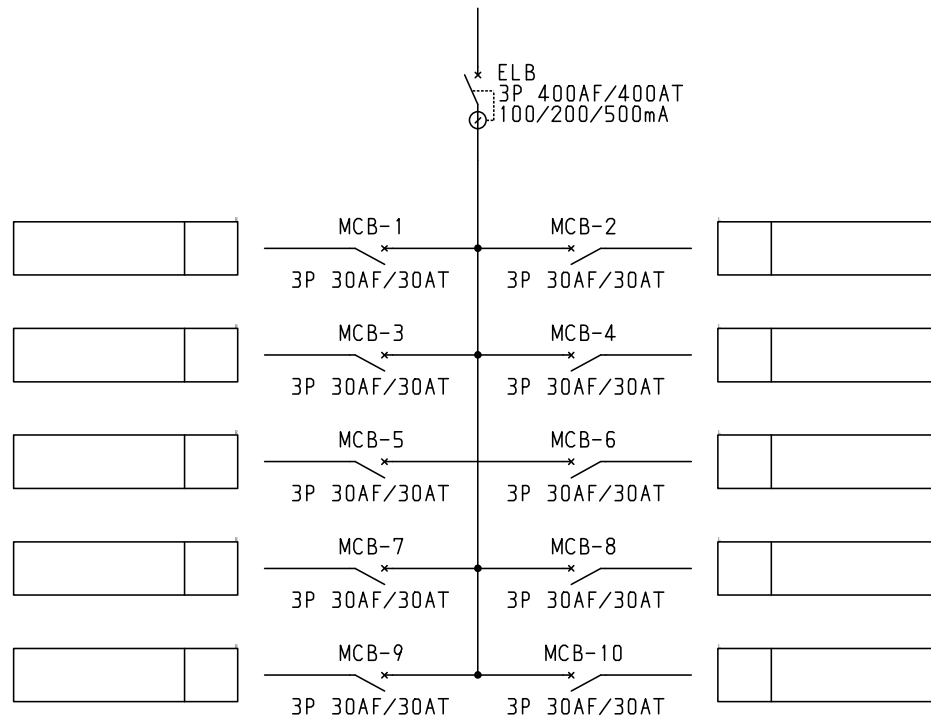 ELB
3P 400AF/400AT
100/200/500mA
MCB-1
MCB-2
3P 30AF/30AT
3P 30AF/30AT
MCB-3
MCB-4
3P 30AF/30AT
3P 30AF/30AT
MCB-5
MCB-6
3P 30AF/30AT
3P 30AF/30AT
MCB-7
MCB-8
3P 30AF/30AT
3P 30AF/30AT
MCB-9
MCB-10
3P 30AF/30AT
3P 30AF/30AT